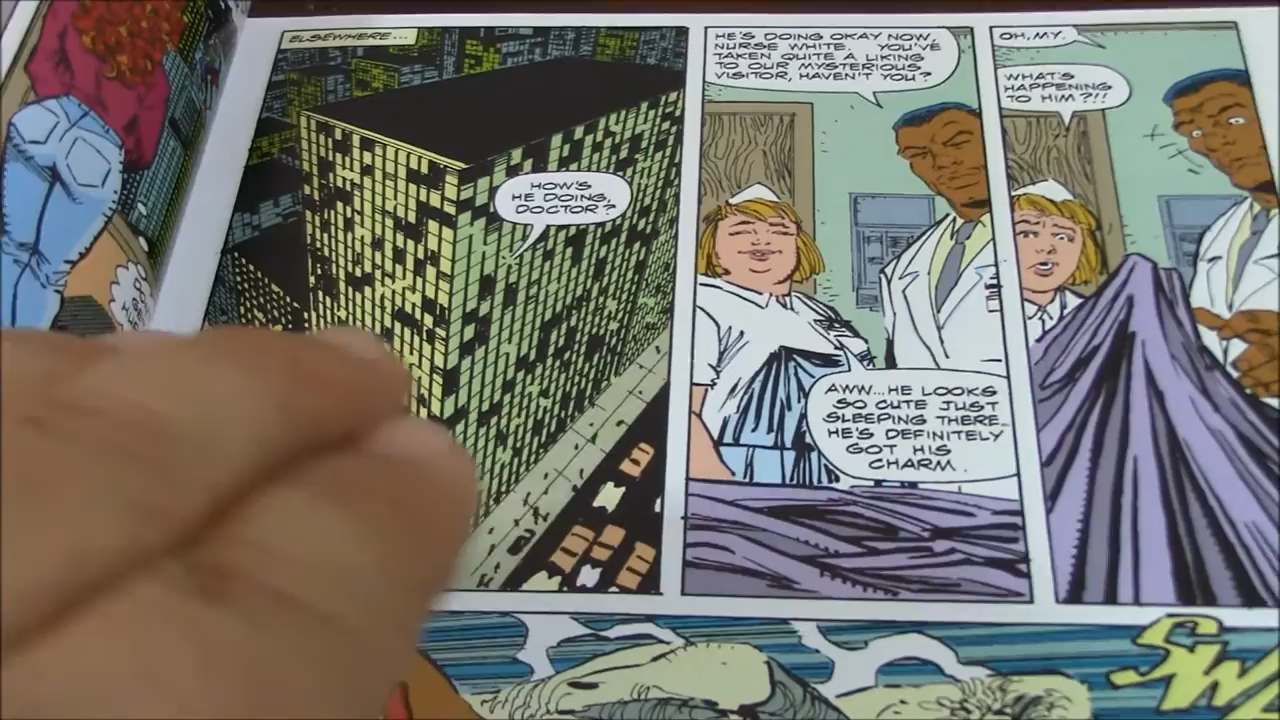 ELSEWHERE...
HOW'S
HE DOING,
DOCTOR?
HE'S DOING OKAY NOW,
NURSE WHITE. YOU'VE
TAKEN QUITE A LIKING
TO OUR MYSTERIOUS
VISITOR, HAVEN'T YOU?
AWW...HE LOOKS
SO CUTE JUST
SLEEPING THERE..
HE'S DEFINITELY
GOT HIS
CHARM.
OH, MY.
WHAT'S
HAPPENING
TO HIM?!!